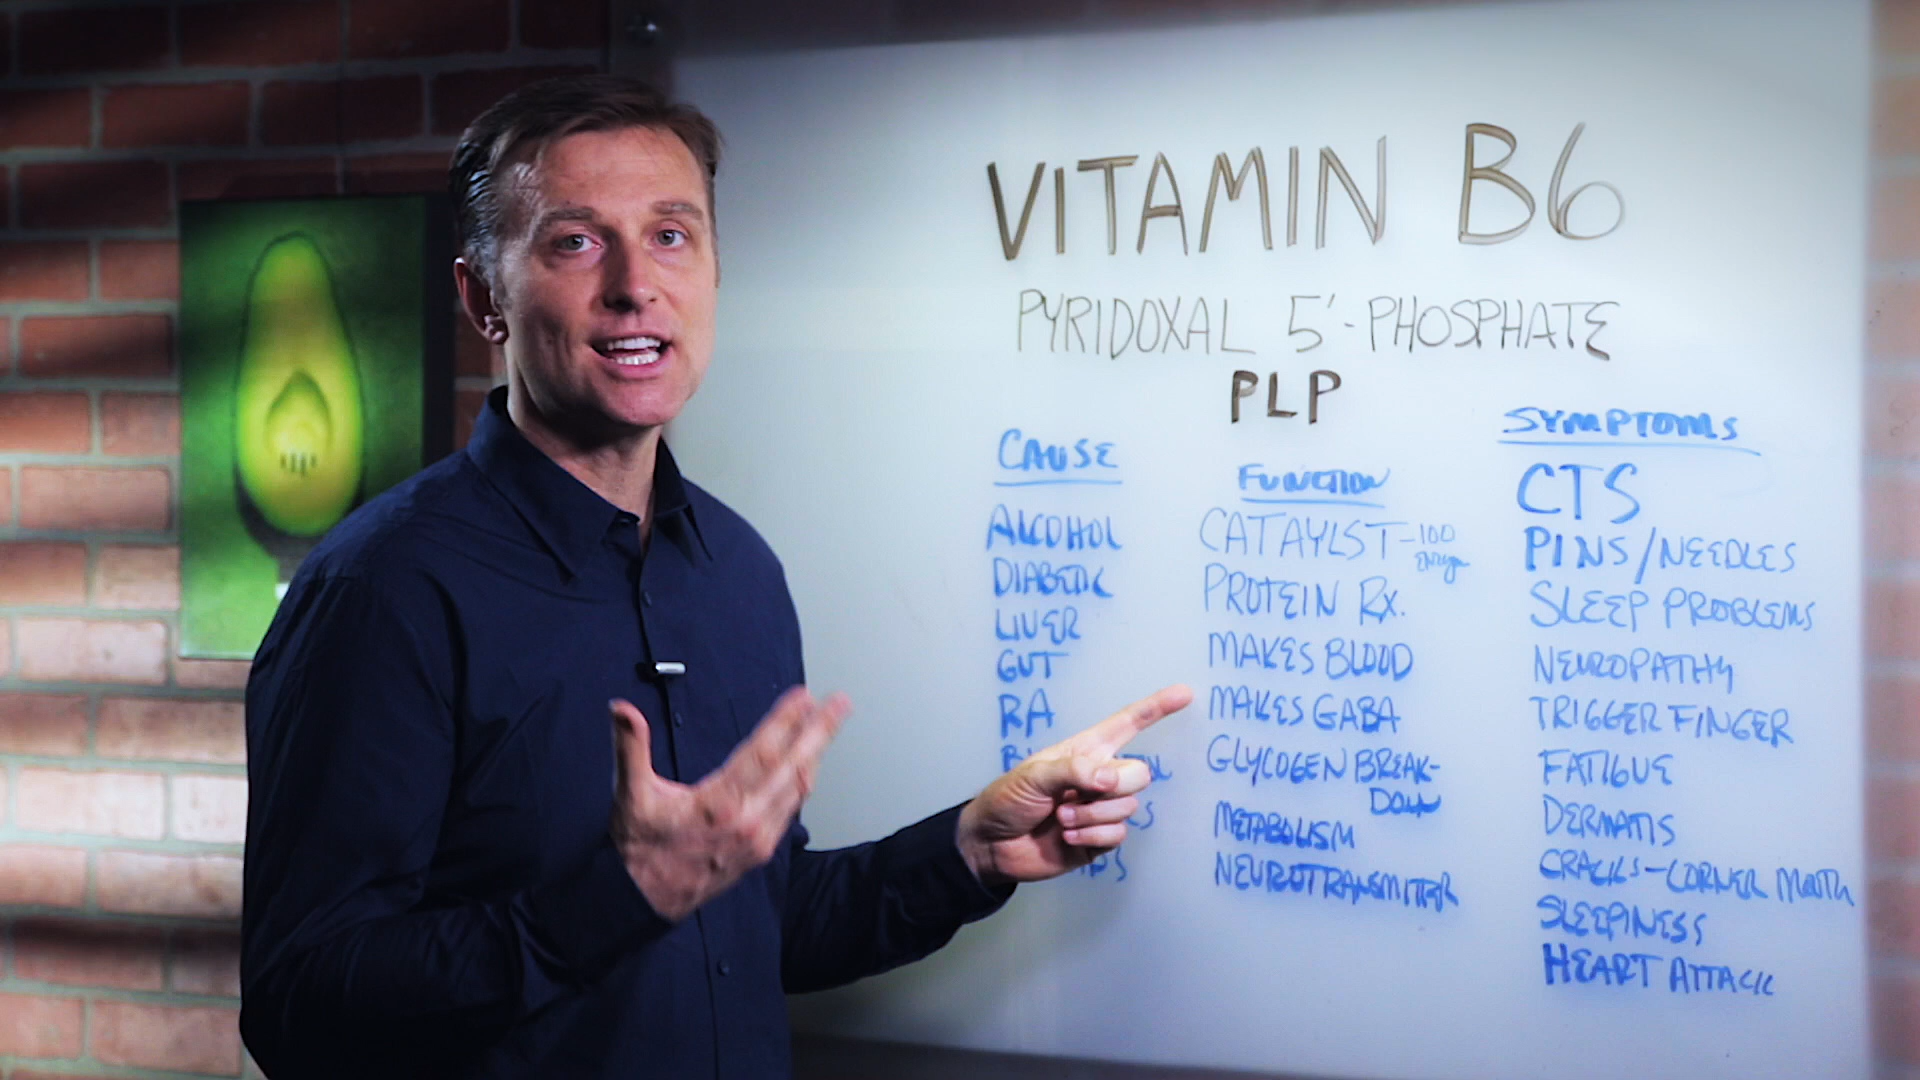 VITAMIN B6
PYRIDOXAL 5'-PHOSPHATE
PLP
CAUSE
ALCOHOL
DIABETIC
LIVER
GUT
RA
FUNCTION
CATAYLST-100
PROTEIN RX.
MAKES BLOOD
MAKES GABA
GLYCOGEN BREAK-
DOWN
METABOLISM
NEUROTRANSMITER
SYMPTOMS
CTS
PINS/NEEDLES
SLEEP PROBLEMS
NEUROPATHY
TRIGGER FINGER
FATIGUE
DERMATIS
CRACKS-CORNER MOUTH
SLEEPINESS
HEART ATTACK